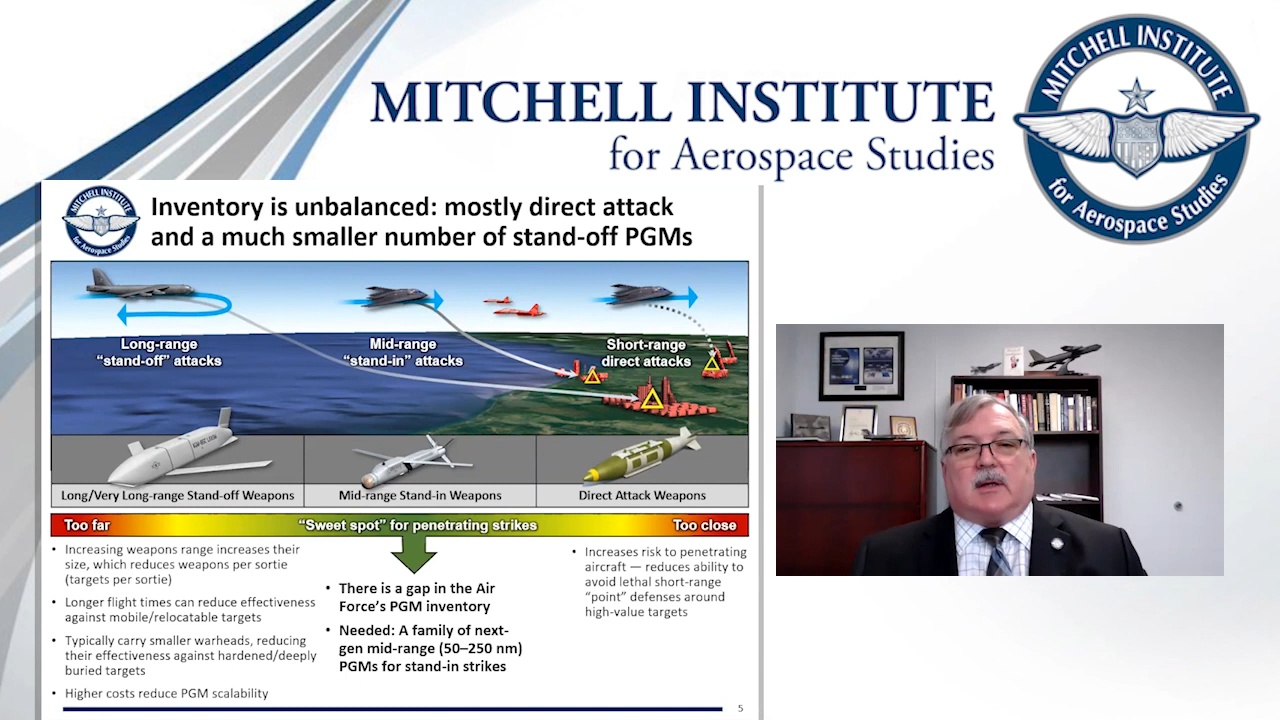 MITCHELL INSTITUTE
for Aerospace Studies
MITCHELL INSTITUTE
for Aerospace Studies
MITCHELL INSTITUTE
for Aerospace Studies
Inventory is unbalanced: mostly direct attack
and a much smaller number of stand-off PGMs
Long-range
“stand-off” attacks
Mid-range
“stand-in” attacks
Short-range
direct attacks
Long/Very Long-range Stand-off Weapons
Mid-range Stand-in Weapons
Direct Attack Weapons
Too far
“Sweet spot” for penetrating strikes
Too close
• Increasing weapons range increases their
size, which reduces weapons per sortie
(targets per sortie)
• Longer flight times can reduce effectiveness
against mobile/relocatable targets
• Typically carry smaller warheads, reducing
their effectiveness against hardened/deeply
buried targets
• Higher costs reduce PGM scalability
• There is a gap in the Air
Force’s PGM inventory
• Needed: A family of next-
gen mid-range (50–250 nm)
PGMs for stand-in strikes
• Increases risk to penetrating
aircraft — reduces ability to
avoid lethal short-range
“point” defenses around
high-value targets
5